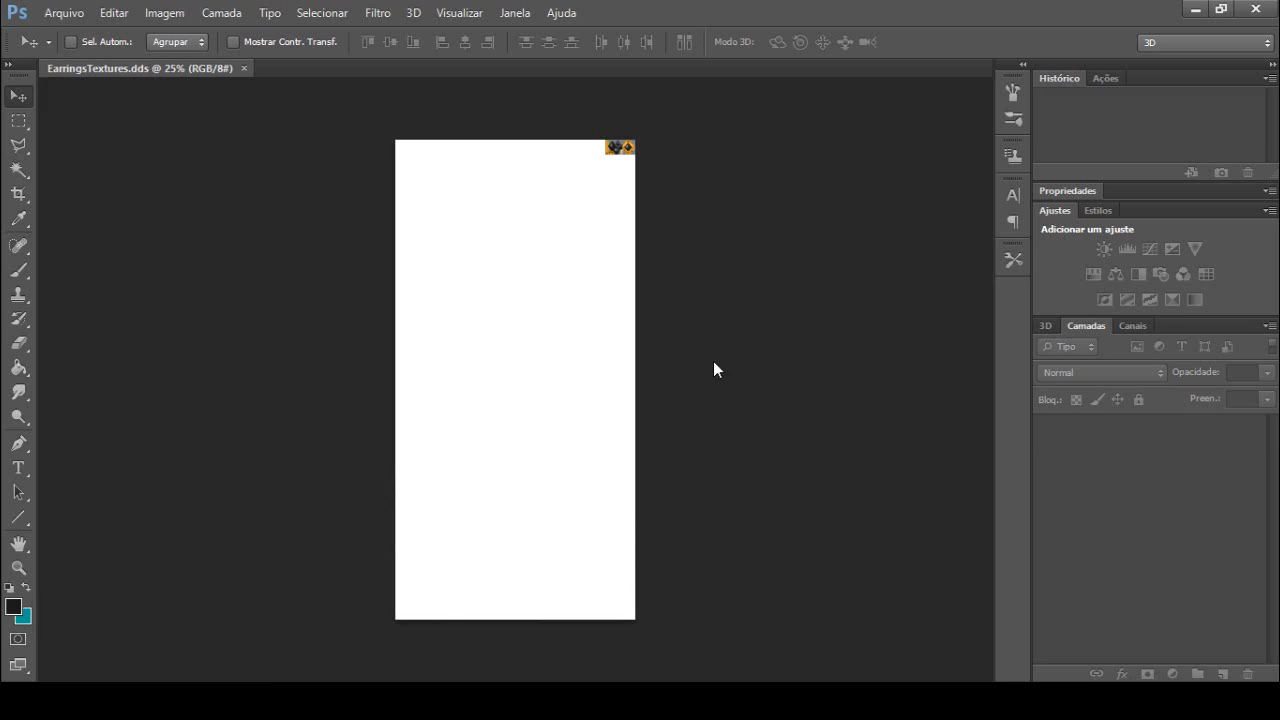 Ps Arquivo Editar Imagem Camada Tipo Selecionar Filtro 3D Visualizar Janela Ajuda
Sel. Autom.: Agrupar Mostrar Contr. Transf. Modo 3D: 3D
EarringsTextures.dds @ 25% (RGB/8#) ×
Histórico Ações
Propriedades
Ajustes Estilos
Adicionar um ajuste
3D Camadas Canais
Tipo
Normal Opacidade:
Bloq.: Preen.: